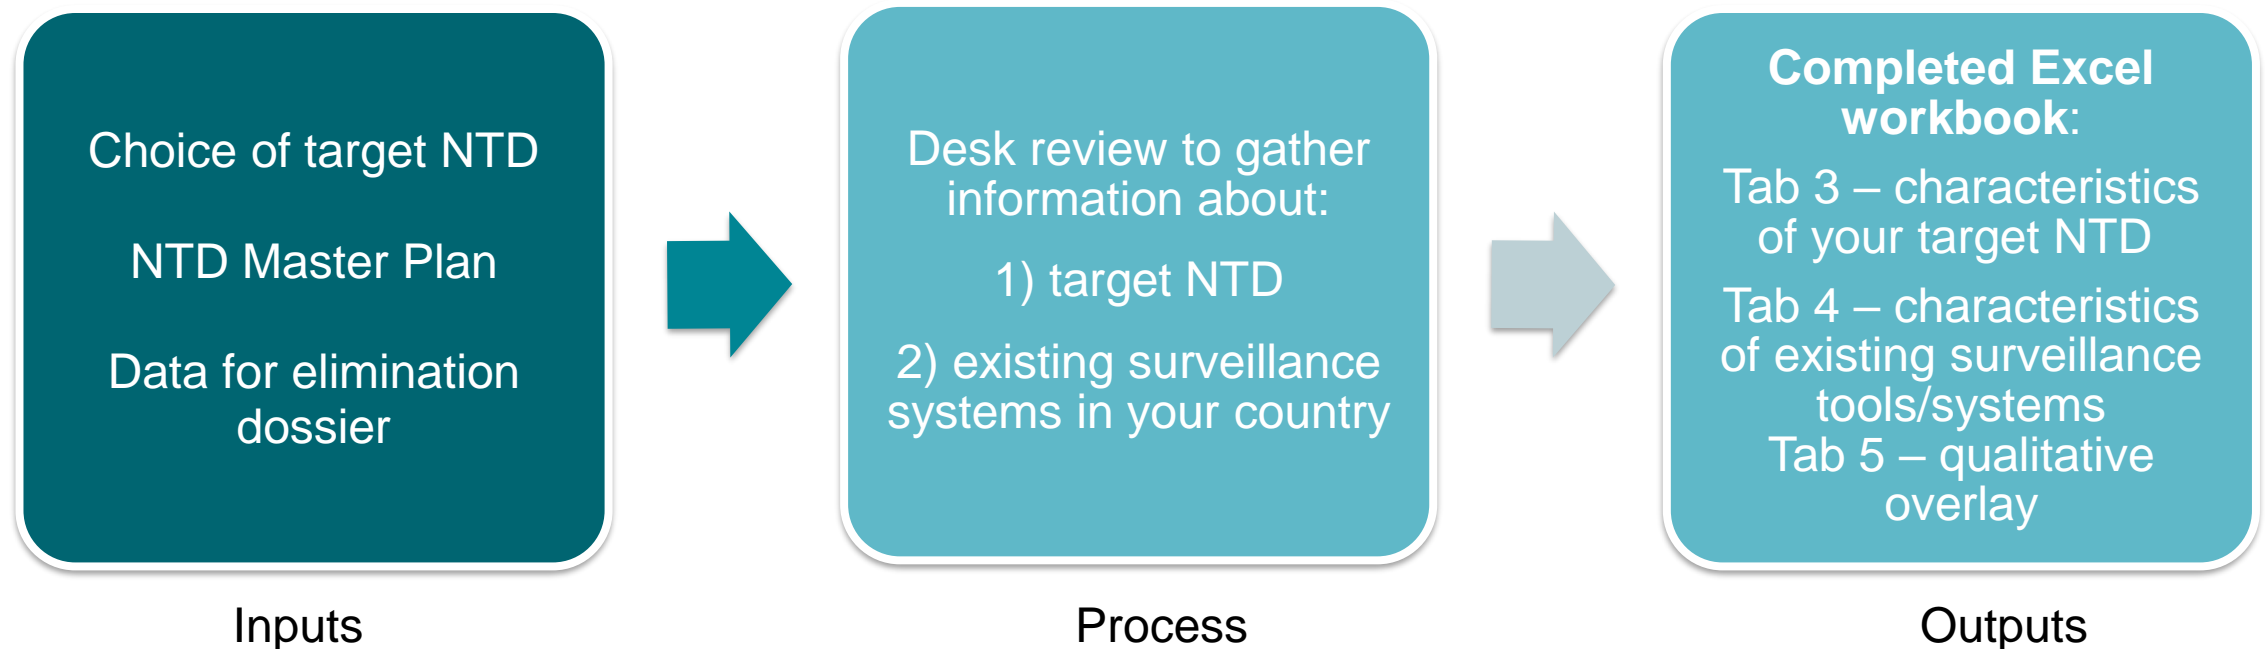 Choice of target NTD
NTD Master Plan
Data for elimination
dossier
Inputs
Desk review to gather
information about:
1) target NTD
2) existing surveillance
systems in your country
Process
Completed Excel
workbook:
Tab 3 – characteristics
of your target NTD
Tab 4 – characteristics
of existing surveillance
tools/systems
Tab 5 – qualitative
overlay
Outputs